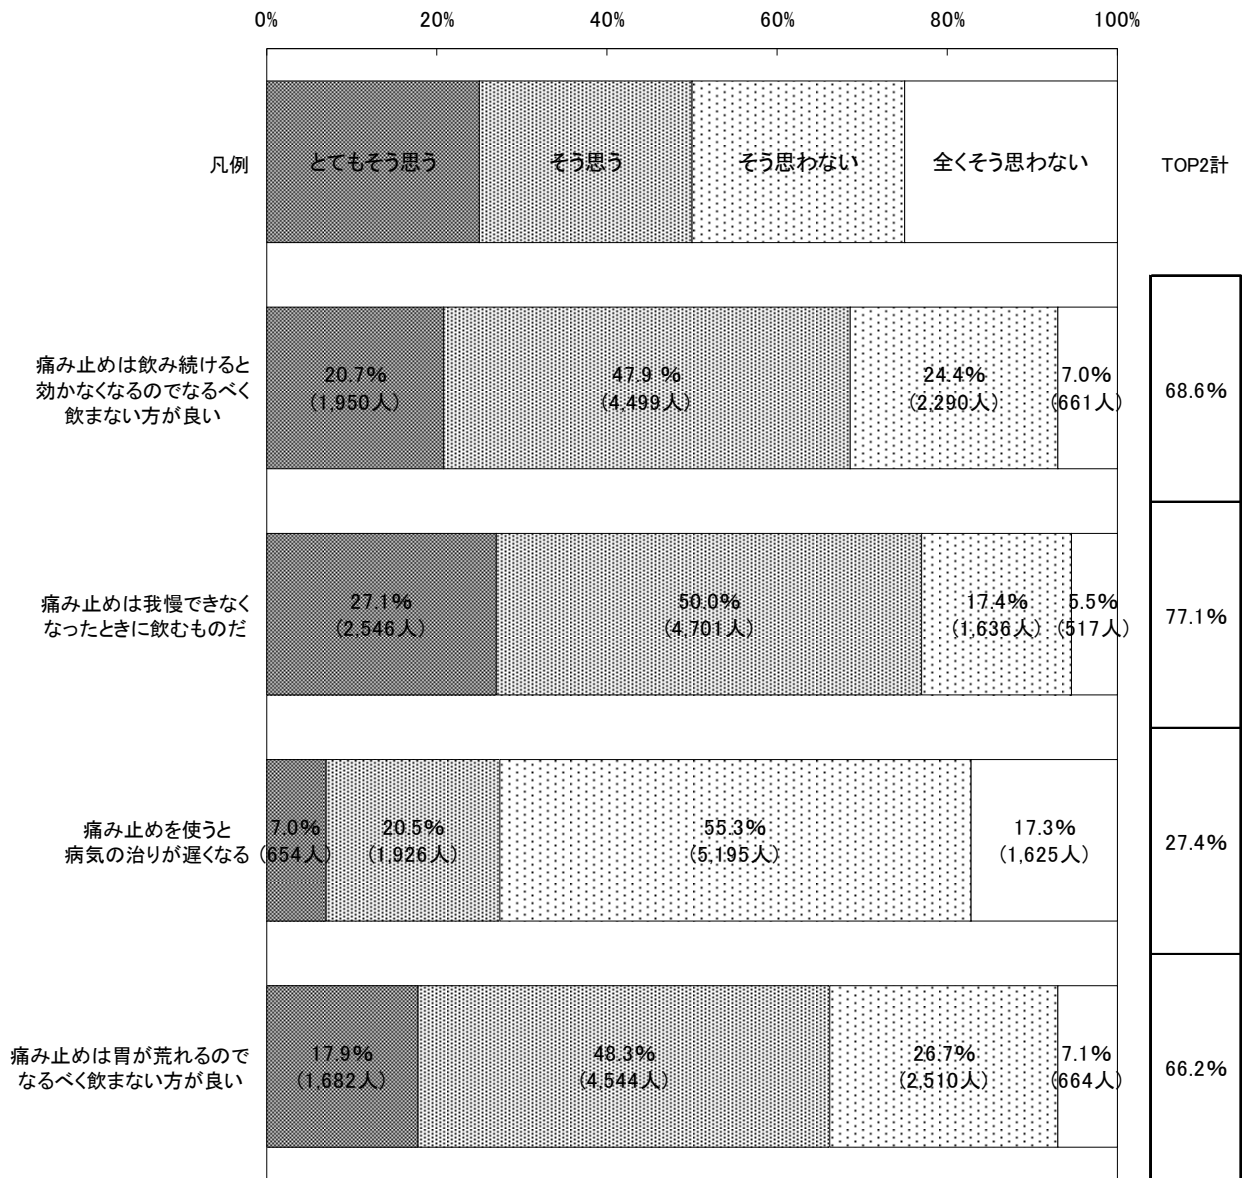 0% 20% 40% 60% 80% 100%
凡例 とてもそう思う そう思う そう思わない 全くそう思わない TOP2計
痛み止めは飲み続けると
効かなくなるのでなるべく
飲まない方が良い
20.7% 47.9 % 24.4% 7.0%
(1,950人) (4,499人) (2,290人) (661人)
68.6%
痛み止めは我慢できなく
なったときに飲むものだ
27.1% 50.0% 17.4% 5.5%
(2,546人) (4,701人) (1,636人) (517人)
77.1%
痛み止めを使うと
病気の治りが遅くなる
7.0% 20.5% 55.3% 17.3%
(654人) (1,926人) (5,195人) (1,625人)
27.4%
痛み止めは胃が荒れるので
なるべく飲まない方が良い
17.9% 48.3% 26.7% 7.1%
(1,682人) (4,544人) (2,510人) (664人)
66.2%